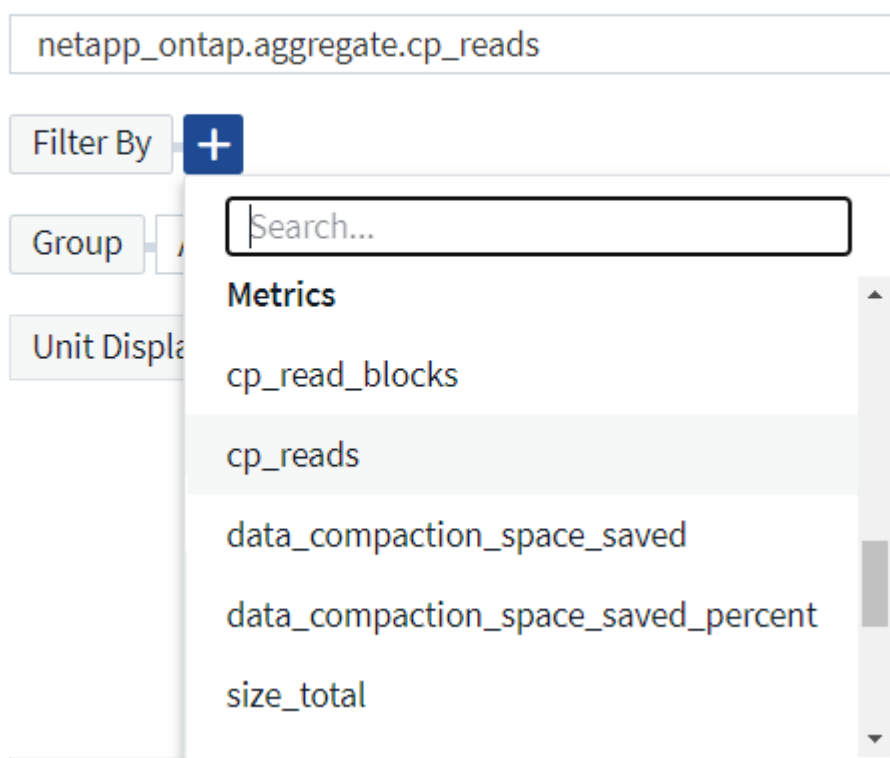 netapp_ontap.aggregate.cp_reads
Filter By
Search...
Group
Metrics
Unit Displa
cp_read_blocks
cp_reads
data_compaction_space_saved
data_compaction_space_saved_percent
size_total